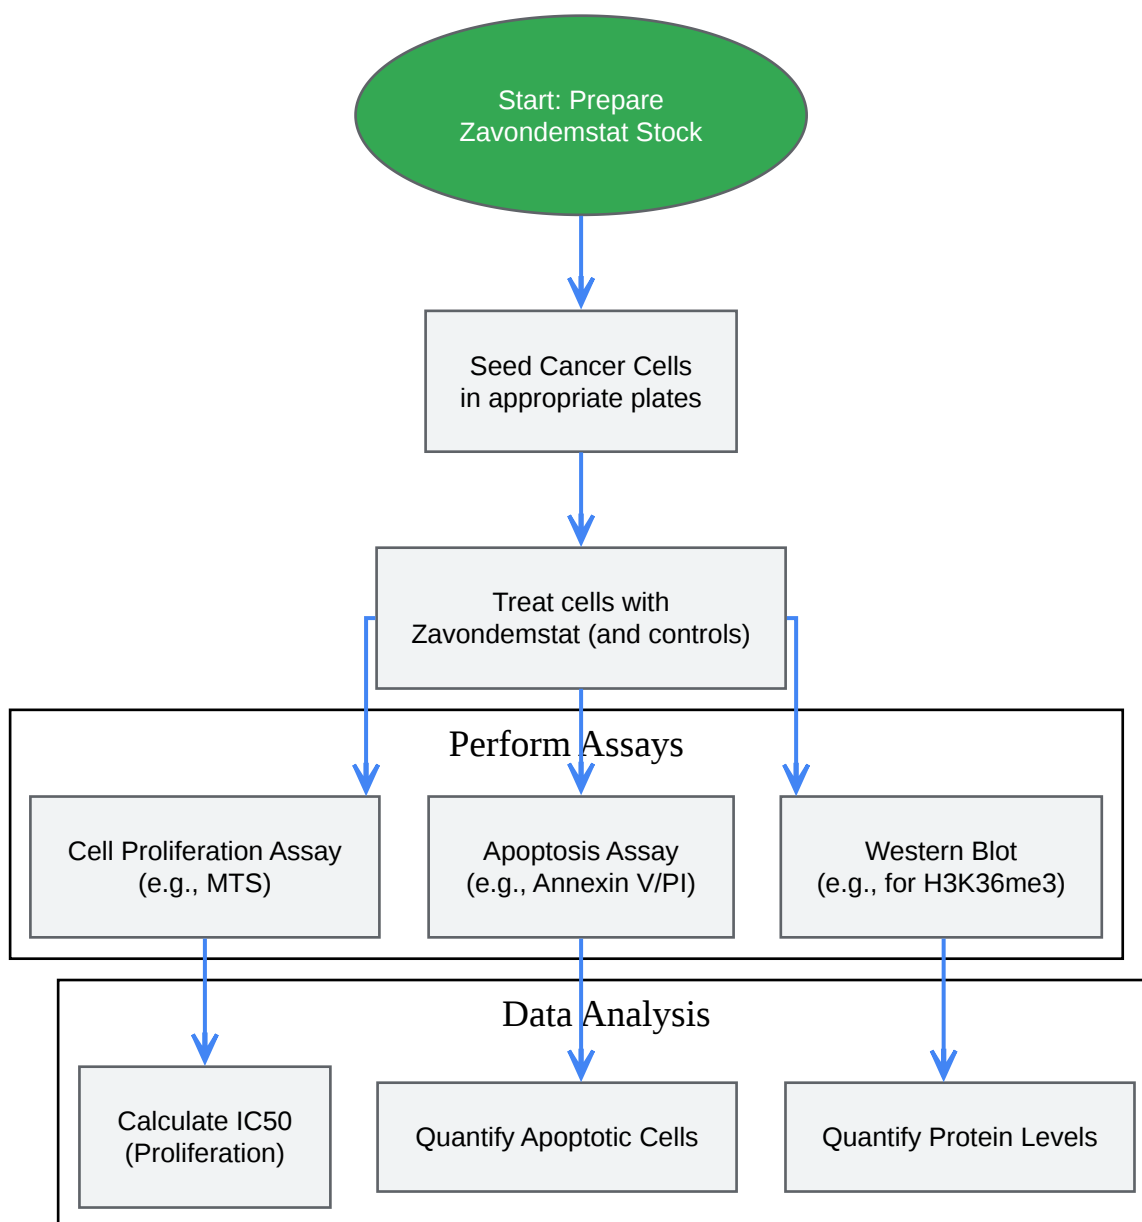 Start: Prepare
Zavondemstat Stock
Seed Cancer Cells
in appropriate plates
Treat cells with
Zavondemstat (and controls)
Perform Assays
Cell Proliferation Assay
(e.g., MTS)
Apoptosis Assay
(e.g., Annexin V/PI)
Western Blot
(e.g., for H3K36me3)
Data Analysis
Calculate IC50
(Proliferation)
Quantify Apoptotic Cells
Quantify Protein Levels